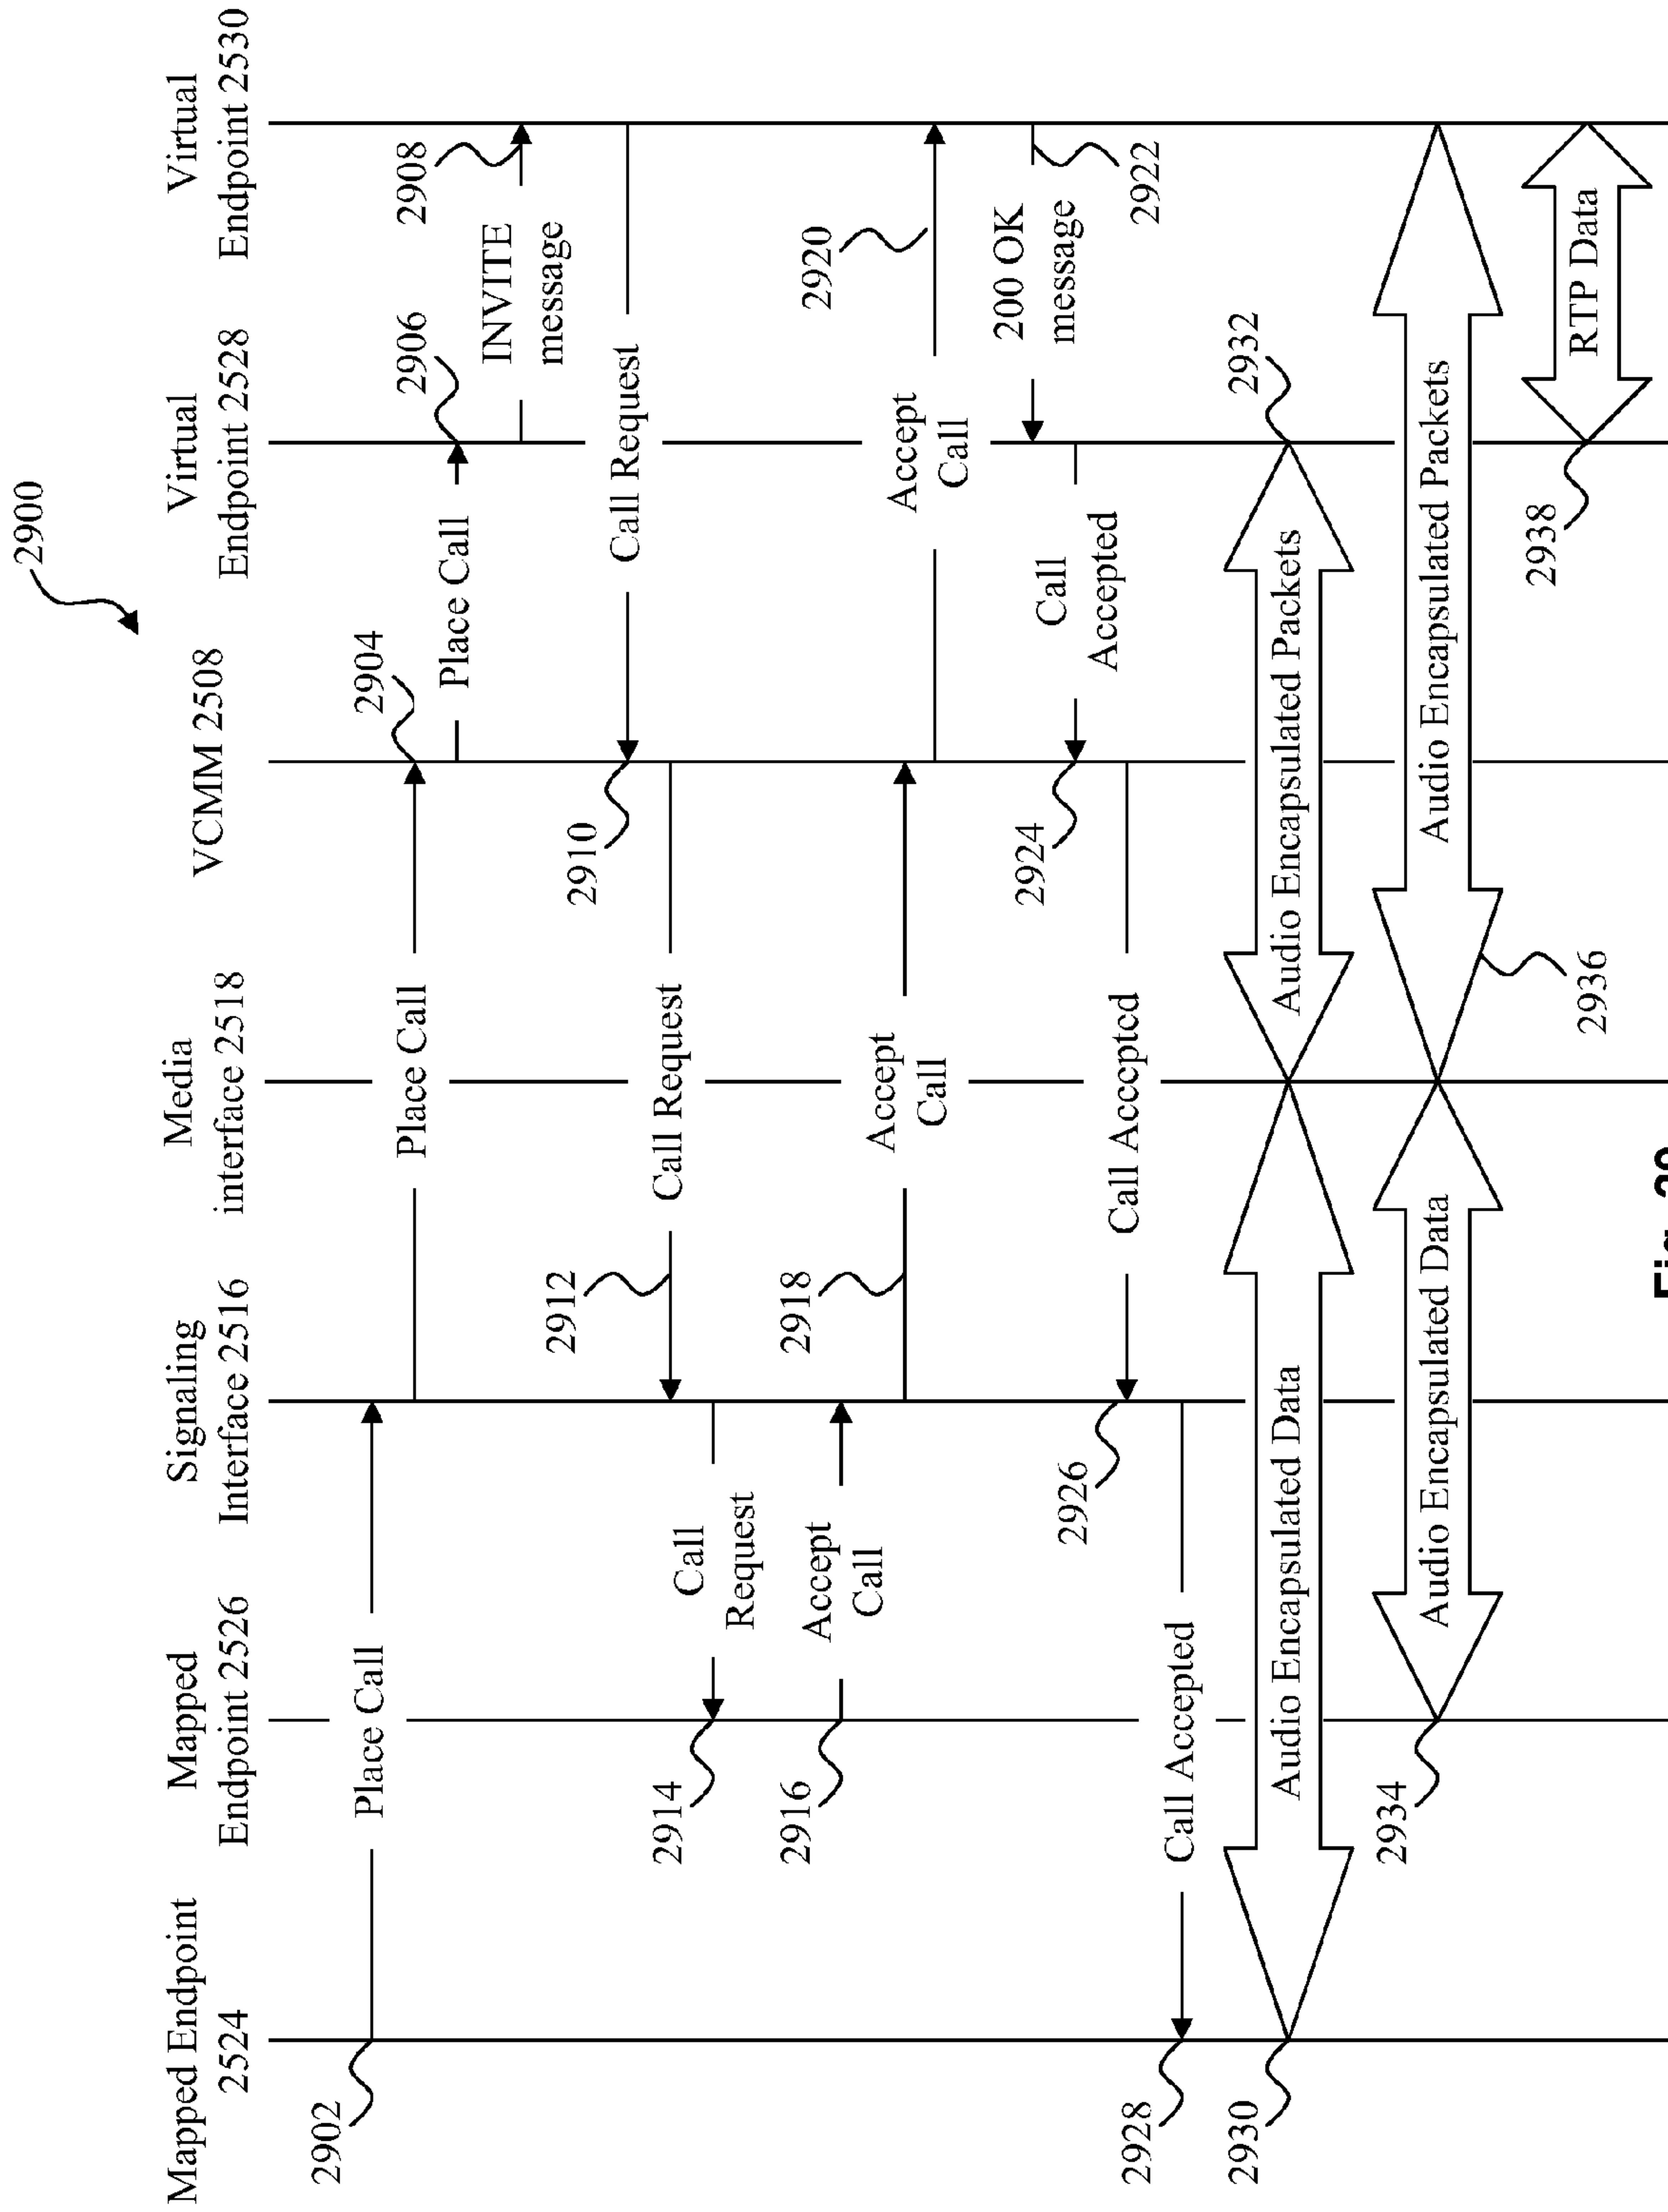 2900
Mapped Endpoint
2524
Mapped
Endpoint 2526
Signaling
Interface 2516
Media
interface 2518
VCMM 2508
Virtual
Endpoint 2528
Virtual
Endpoint 2530
2902
Place Call
Place Call
2904
Place Call
2906
INVITE
message
2908
Call Request
2910
Call Request
2912
Call
Request
2914
Accept
Call
2916
Accept
Call
2918
Accept
Call
2920
200 OK
message
2922
Call
Accepted
2924
Call Accepted
2926
Call Accepted
2928
2930
Audio Encapsulated Data
Audio Encapsulated Packets
2932
2934
Audio Encapsulated Data
Audio Encapsulated Packets
2936
RTP Data
2938